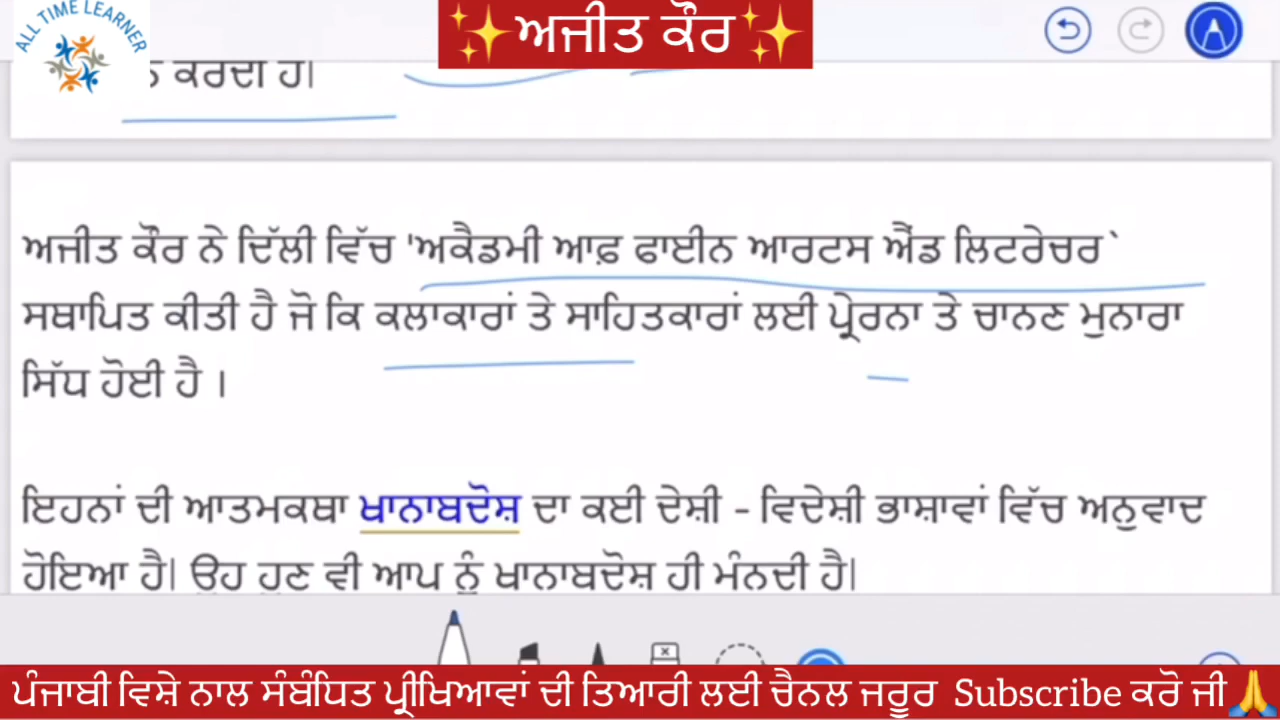 ALL TIME LEARNER
✨ਅਜੀਤ ਕੌਰ✨
ਕਰਦੀ ਹੈ।
ਅਜੀਤ ਕੌਰ ਨੇ ਦਿੱਲੀ ਵਿੱਚ 'ਅਕੈਡਮੀ ਆਫ਼ ਫਾਈਨ ਆਰਟਸ ਐਂਡ ਲਿਟਰੇਚਰ`
ਸਥਾਪਿਤ ਕੀਤੀ ਹੈ ਜੋ ਕਿ ਕਲਾਕਾਰਾਂ ਤੇ ਸਾਹਿਤਕਾਰਾਂ ਲਈ ਪ੍ਰੇਰਨਾ ਤੇ ਚਾਨਣ ਮੁਨਾਰਾ
ਸਿੱਧ ਹੋਈ ਹੈ ।
ਇਹਨਾਂ ਦੀ ਆਤਮਕਥਾ ਖਾਨਾਬਦੋਸ਼ ਦਾ ਕਈ ਦੇਸ਼ੀ - ਵਿਦੇਸ਼ੀ ਭਾਸ਼ਾਵਾਂ ਵਿੱਚ ਅਨੁਵਾਦ
ਹੋਇਆ ਹੈ। ਉਹ ਹੁਣ ਵੀ ਆਪ ਨੂੰ ਖਾਨਾਬਦੋਸ਼ ਹੀ ਮੰਨਦੀ ਹੈ।
ਪੰਜਾਬੀ ਵਿਸ਼ੇ ਨਾਲ ਸੰਬੰਧਿਤ ਪ੍ਰੀਖਿਆਵਾਂ ਦੀ ਤਿਆਰੀ ਲਈ ਚੈਨਲ ਜਰੂਰ Subscribe ਕਰੋ ਜੀ🙏